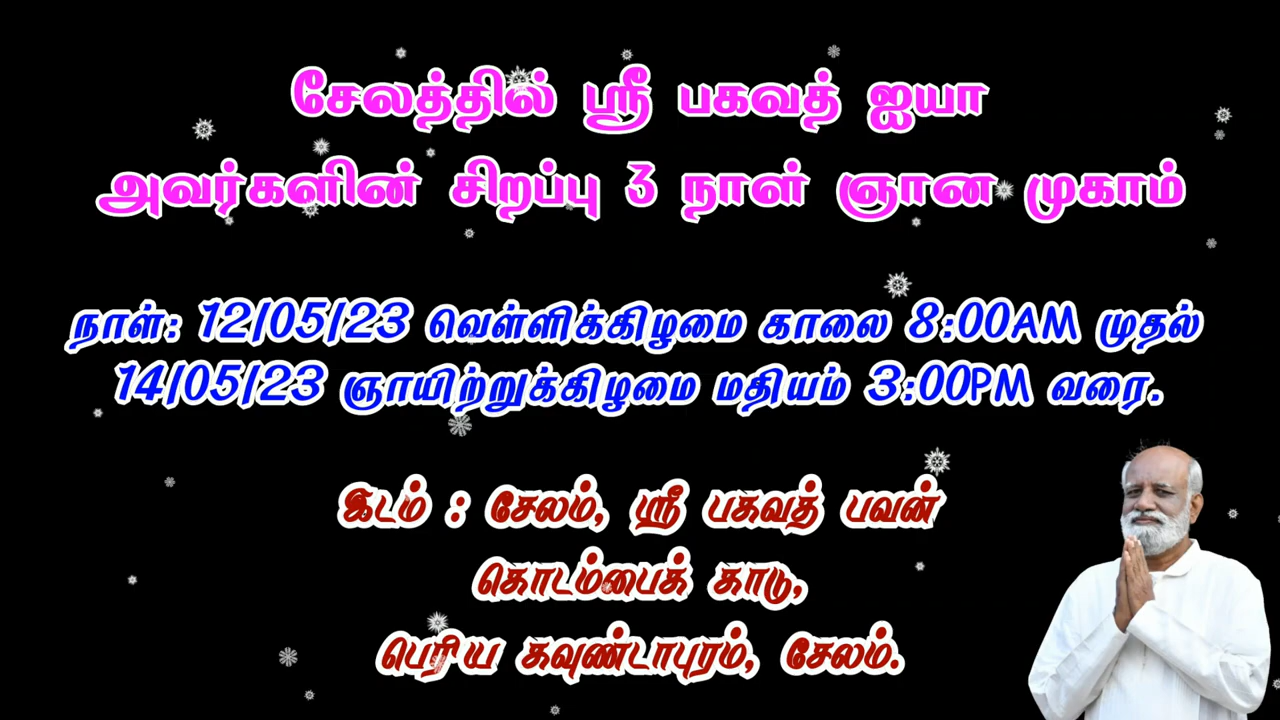 சேலத்தில் ஸ்ரீ பகவத் ஐயா
அவர்களின் சிறப்பு 3 நாள் ஞான முகாம்
நாள்: 12/05/23 வெள்ளிக்கிழமை காலை 8:00AM முதல்
14/05/23 ஞாயிற்றுக்கிழமை மதியம் 3:00PM வரை.
இடம் : சேலம், ஸ்ரீ பகவத் பவன்
கொடம்பைக் காடு,
பெரிய கவுண்டாபுரம், சேலம்.